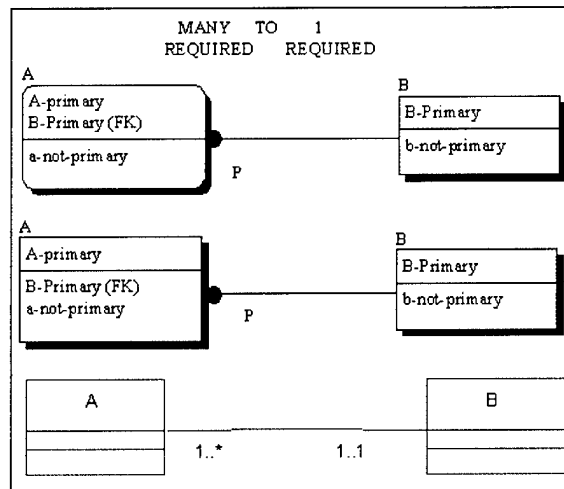 MANY TO 1
REQUIRED REQUIRED
A
A-primary
B-Primary (FK)
a-not-primary
P
B
B-Primary
b-not-primary
A
A-primary
B-Primary (FK)
a-not-primary
P
B
B-Primary
b-not-primary
A
B
1..*
1..1